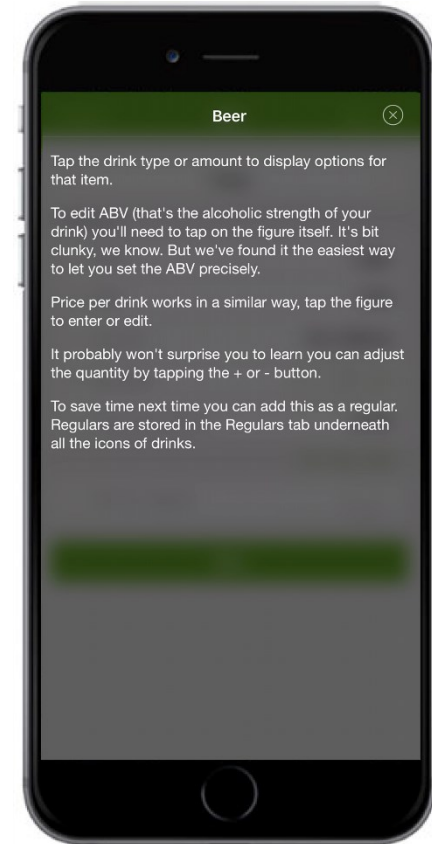 Beer
Tap the drink type or amount to display options for
that item.
To edit ABV (that's the alcoholic strength of your
drink) you'll need to tap on the figure itself. It's bit
clunky, we know. But we've found it the easiest way
to let you set the ABV precisely.
Price per drink works in a similar way, tap the figure
to enter or edit.
It probably won't surprise you to learn you can adjust
the quantity by tapping the + or - button.
To save time next time you can add this as a regular.
Regulars are stored in the Regulars tab underneath
all the icons of drinks.